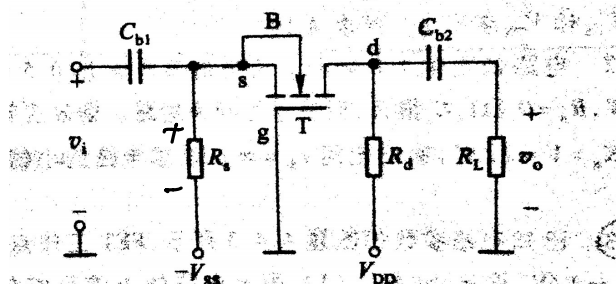 C_b1
B
d
C_b2
+
s
T
g
+
v_i
R_s
R_d
R_L
+
v_o
−
−
−
−V_SS
V_DD